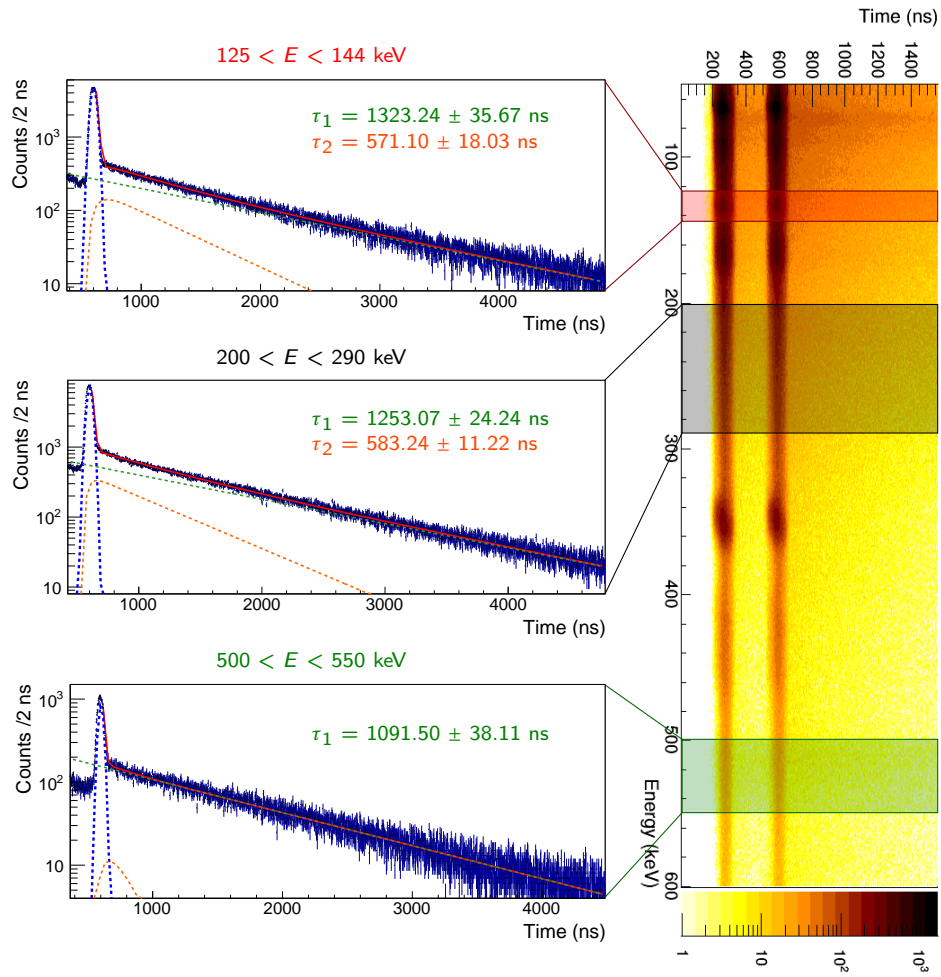 125 < E < 144 keV
Counts /2 ns
10³
10²
10
τ₁ = 1323.24 ± 35.67 ns
τ₂ = 571.10 ± 18.03 ns
1000 2000 3000 4000
Time (ns)
200 < E < 290 keV
Counts /2 ns
10³
10²
10
τ₁ = 1253.07 ± 24.24 ns
τ₂ = 583.24 ± 11.22 ns
1000 2000 3000 4000
Time (ns)
500 < E < 550 keV
Counts /2 ns
10³
10²
10
τ₁ = 1091.50 ± 38.11 ns
1000 2000 3000 4000
Time (ns)
Time (ns)
200 400 600 800 1000 1200 1400
100
200
300
400
500
600
Energy (keV)
1 10 10² 10³